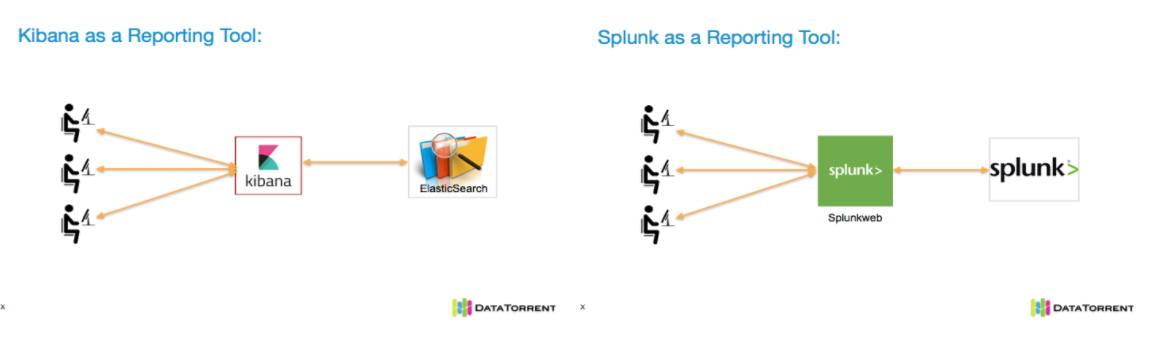 Kibana as a Reporting Tool:
kibana
ElasticSearch
x
DATATORRENT
Splunk as a Reporting Tool:
splunk>
Splunkweb
splunk>
x
DATATORRENT